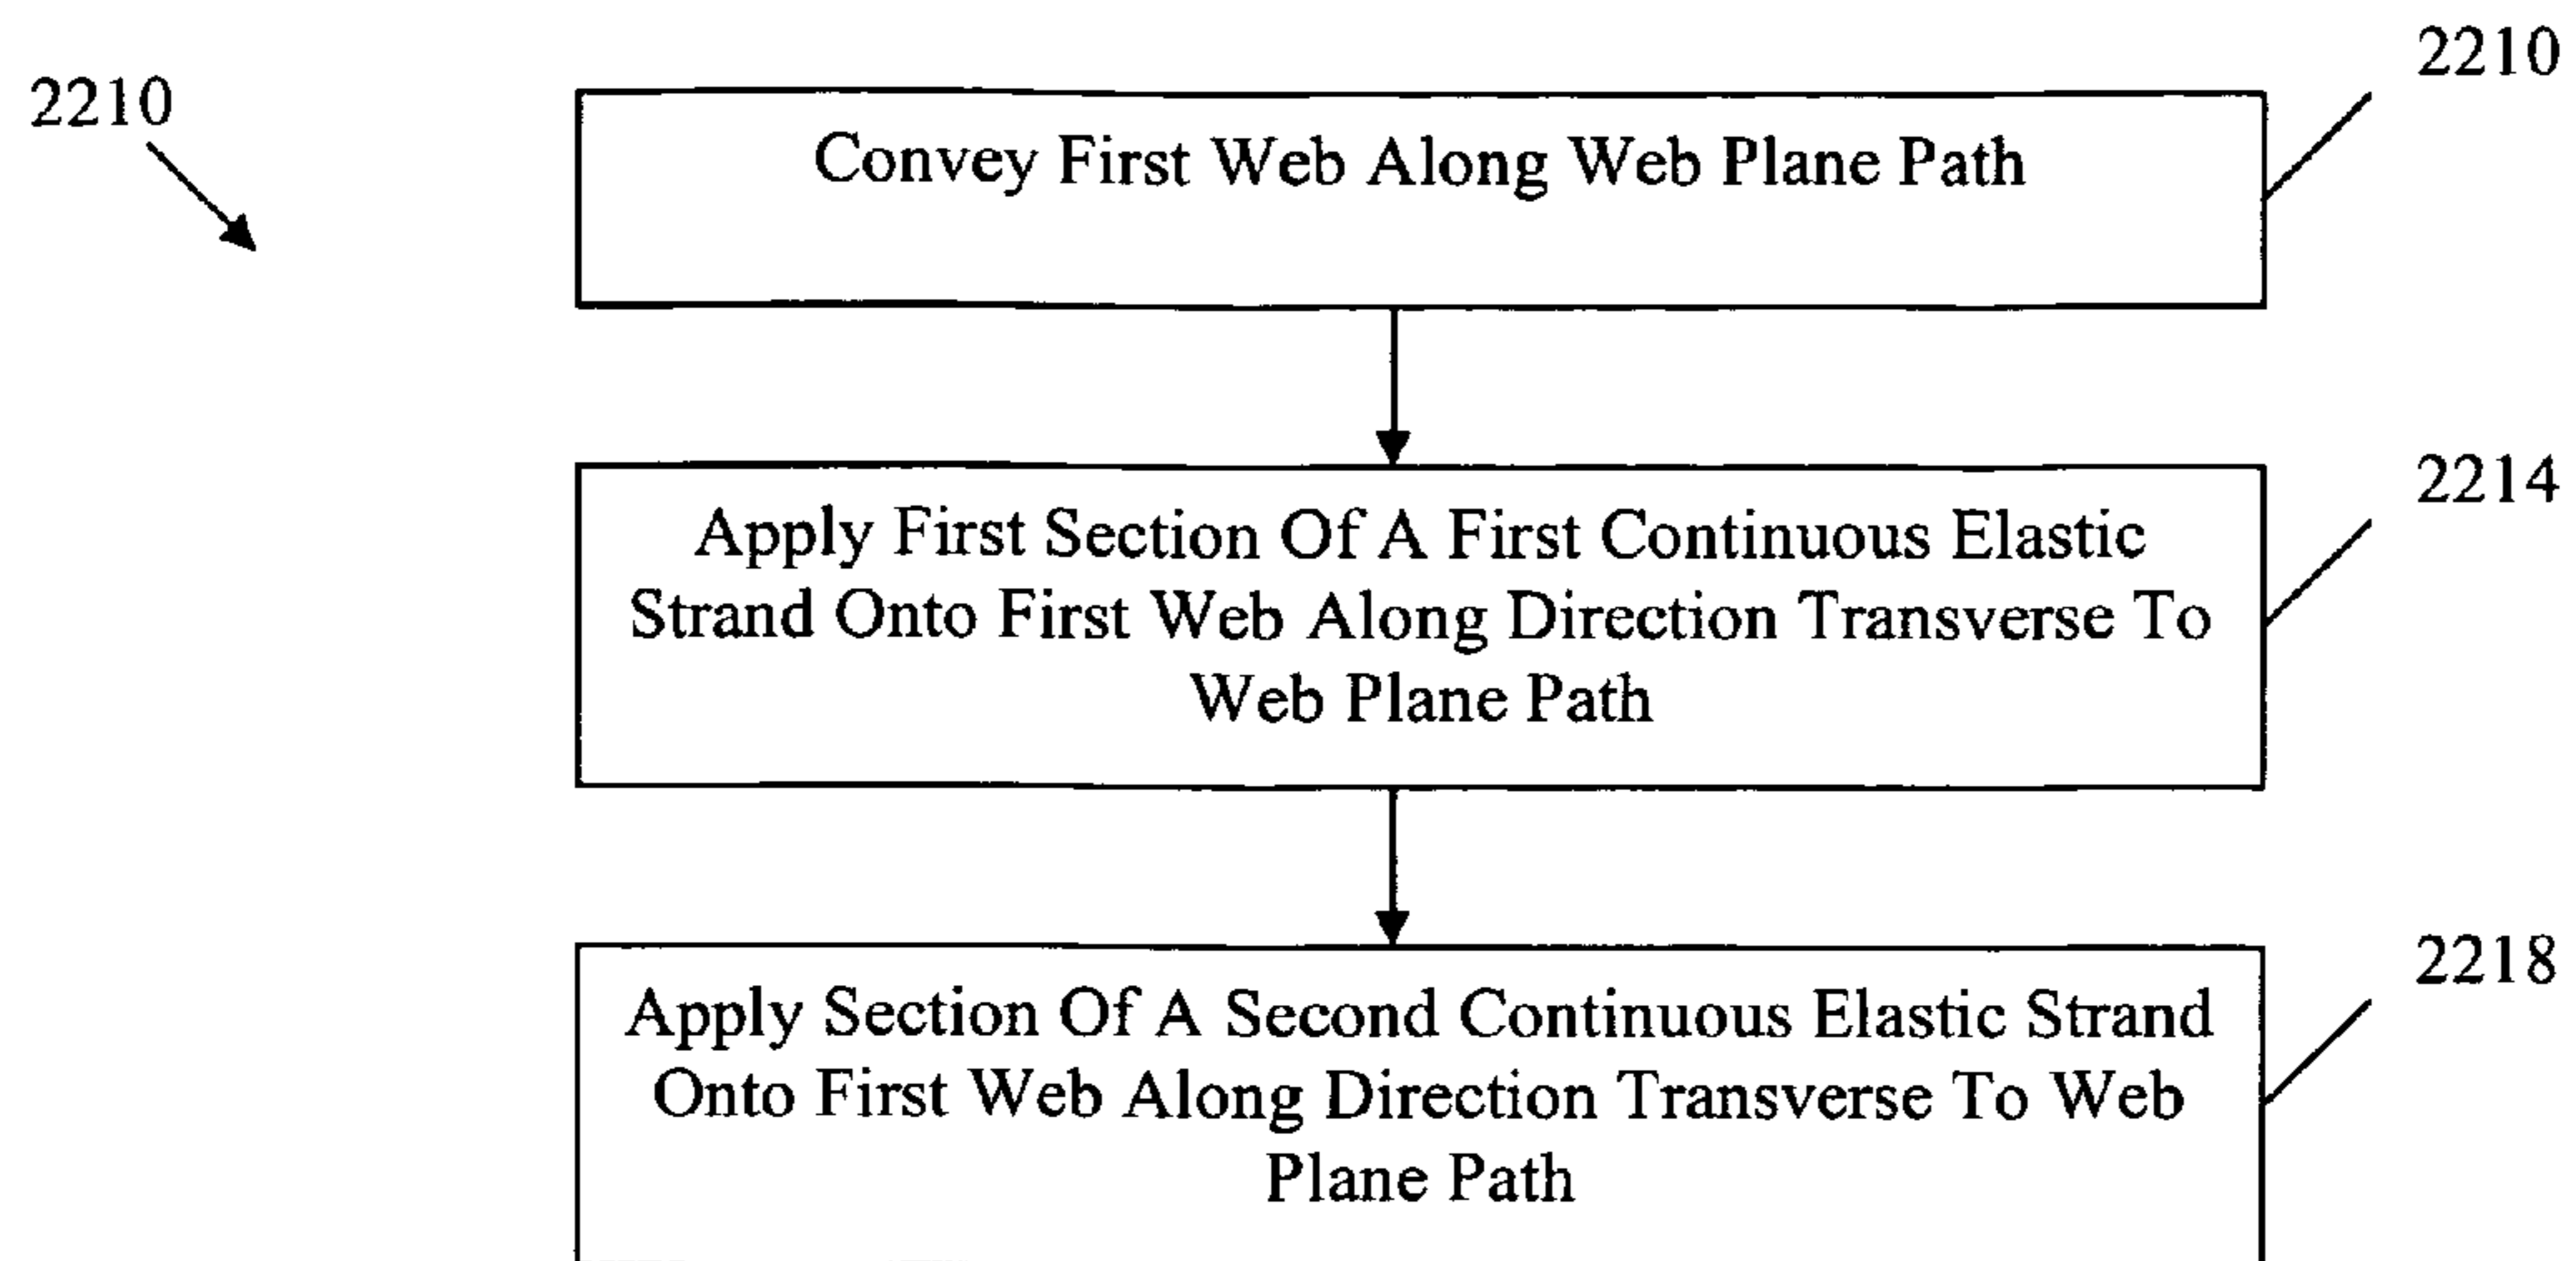 2210
2210
Convey First Web Along Web Plane Path
2214
Apply First Section Of A First Continuous Elastic
Strand Onto First Web Along Direction Transverse To
Web Plane Path
2218
Apply Section Of A Second Continuous Elastic Strand
Onto First Web Along Direction Transverse To Web
Plane Path